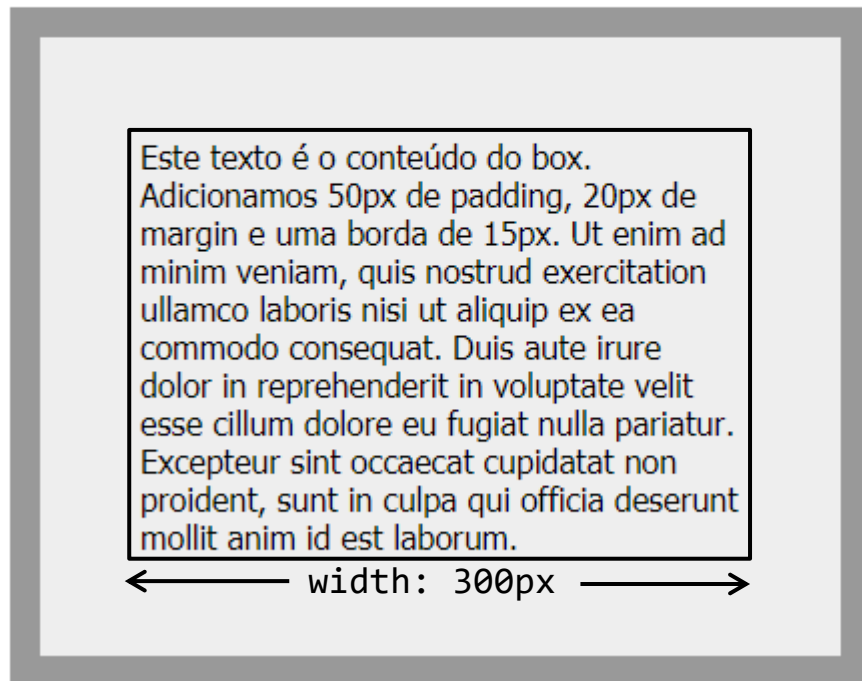 Este texto é o conteúdo do box.
Adicionamos 50px de padding, 20px de
margin e uma borda de 15px. Ut enim ad
minim veniam, quis nostrud exercitation
ullamco laboris nisi ut aliquip ex ea
commodo consequat. Duis aute irure
dolor in reprehenderit in voluptate velit
esse cillum dolore eu fugiat nulla pariatur.
Excepteur sint occaecat cupidatat non
proident, sunt in culpa qui officia deserunt
mollit anim id est laborum.
width: 300px